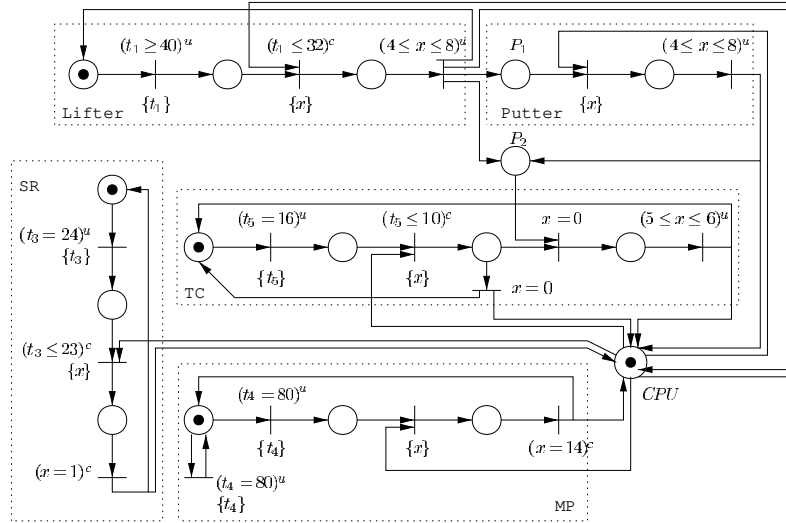 (t₁ ≥ 40)ᵘ
(t₁ ≤ 32)ᶜ
(4 ≤ x ≤ 8)ᵘ
P₁
(4 ≤ x ≤ 8)ᵘ
{t₁}
{x}
{x}
Lifter
Putter
P₂
SR
(t₃ = 24)ᵘ
{t₃}
(t₃ ≤ 23)ᶜ
{x}
(x = 1)ᶜ
(t₅ = 16)ᵘ
(t₅ ≤ 10)ᶜ
x = 0
(5 ≤ x ≤ 6)ᵘ
{t₅}
{x}
x = 0
TC
CPU
(t₄ = 80)ᵘ
{t₄}
{x}
(x = 14)ᶜ
(t₄ = 80)ᵘ
{t₄}
MP